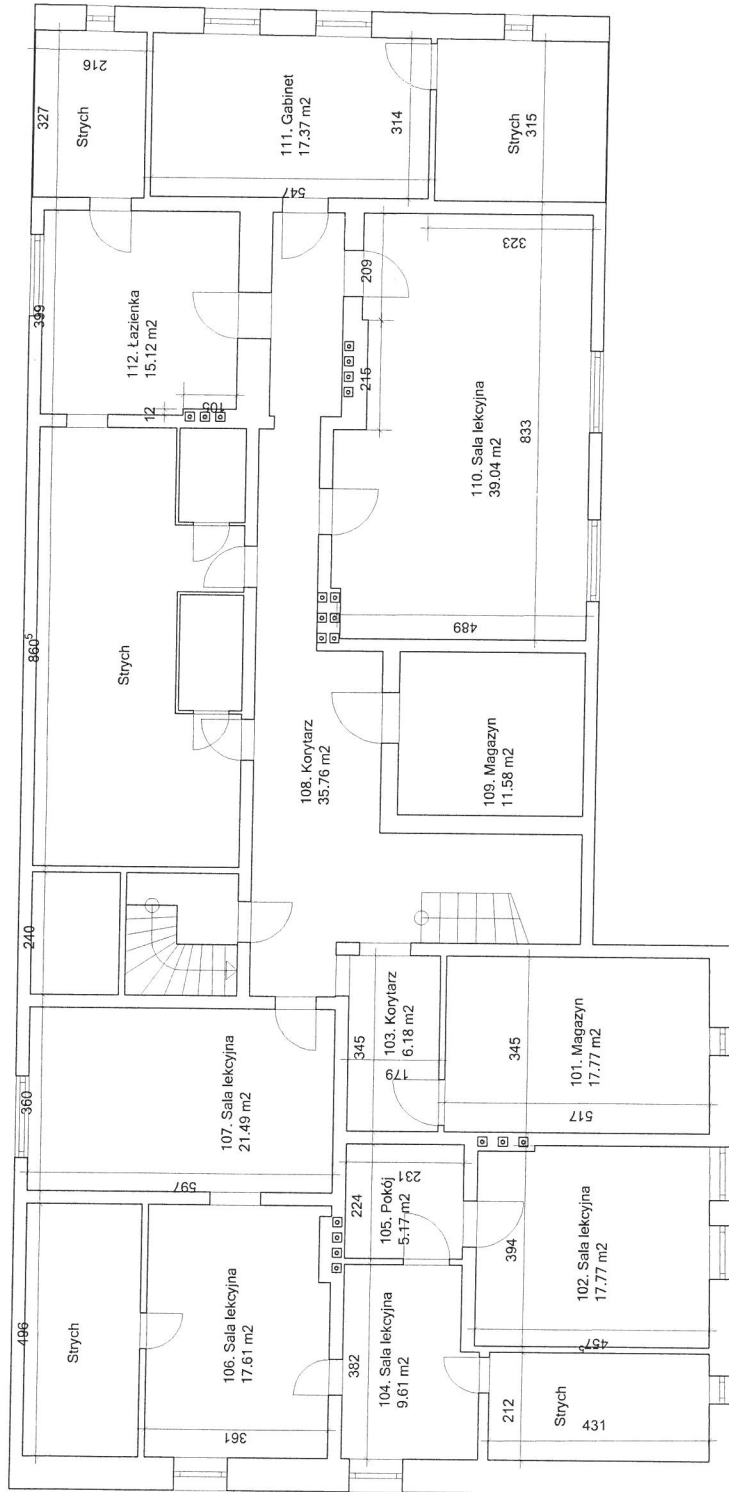 216
327
Strych
111. Gabinet
17.37 m2
314
547
Strych
315
399
112. Łazienka
15.12 m2
105
12
209
323
215
110. Sala lekcyjna
39.04 m2
833
489
860⁵
Strych
108. Korytarz
35.76 m2
109. Magazyn
11.58 m2
240
360
107. Sala lekcyjna
21.49 m2
597
345
103. Korytarz
6.18 m2
179
345
101. Magazyn
17.77 m2
517
224
105. Pokój
5.17 m2
231
394
102. Sala lekcyjna
17.77 m2
457⁵
496
Strych
106. Sala lekcyjna
17.61 m2
361
382
104. Sala lekcyjna
9.61 m2
212
Strych
431